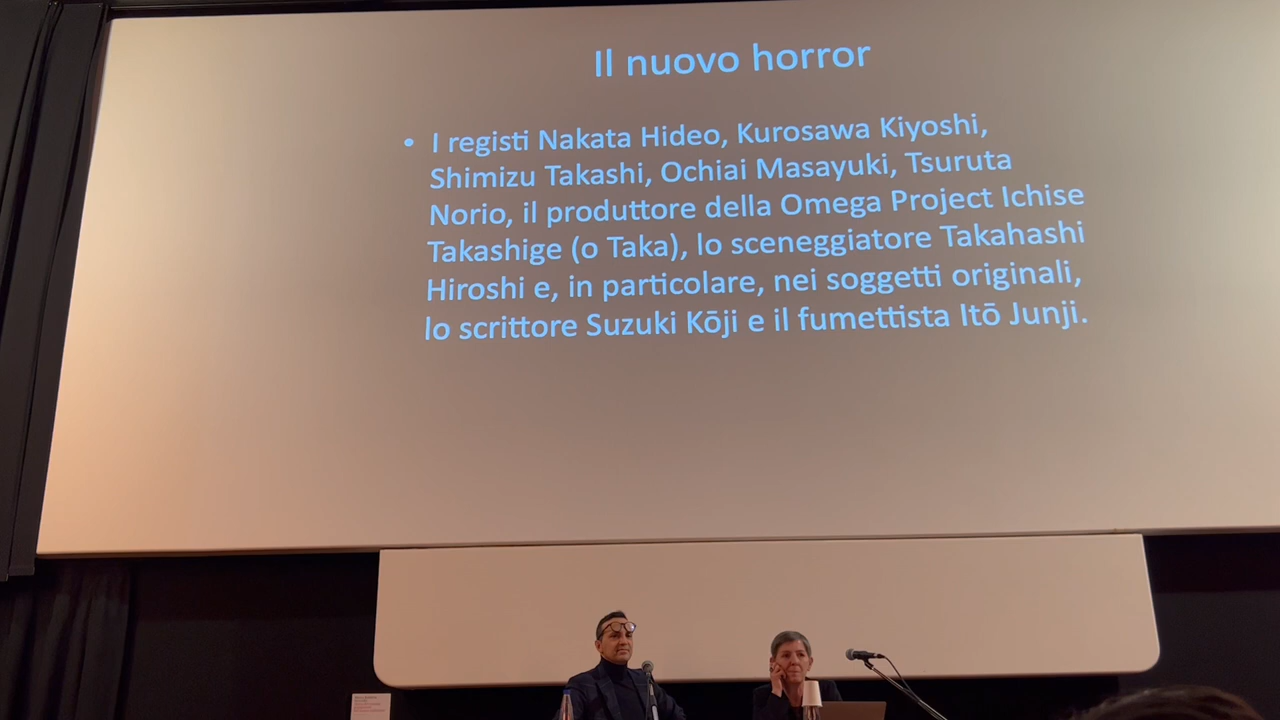 Il nuovo horror
• I registi Nakata Hideo, Kurosawa Kiyoshi,
Shimizu Takashi, Ochiai Masayuki, Tsuruta
Norio, il produttore della Omega Project Ichise
Takashige (o Taka), lo sceneggiatore Takahashi
Hiroshi e, in particolare, nei soggetti originali,
lo scrittore Suzuki Kōji e il fumettista Itō Junji.